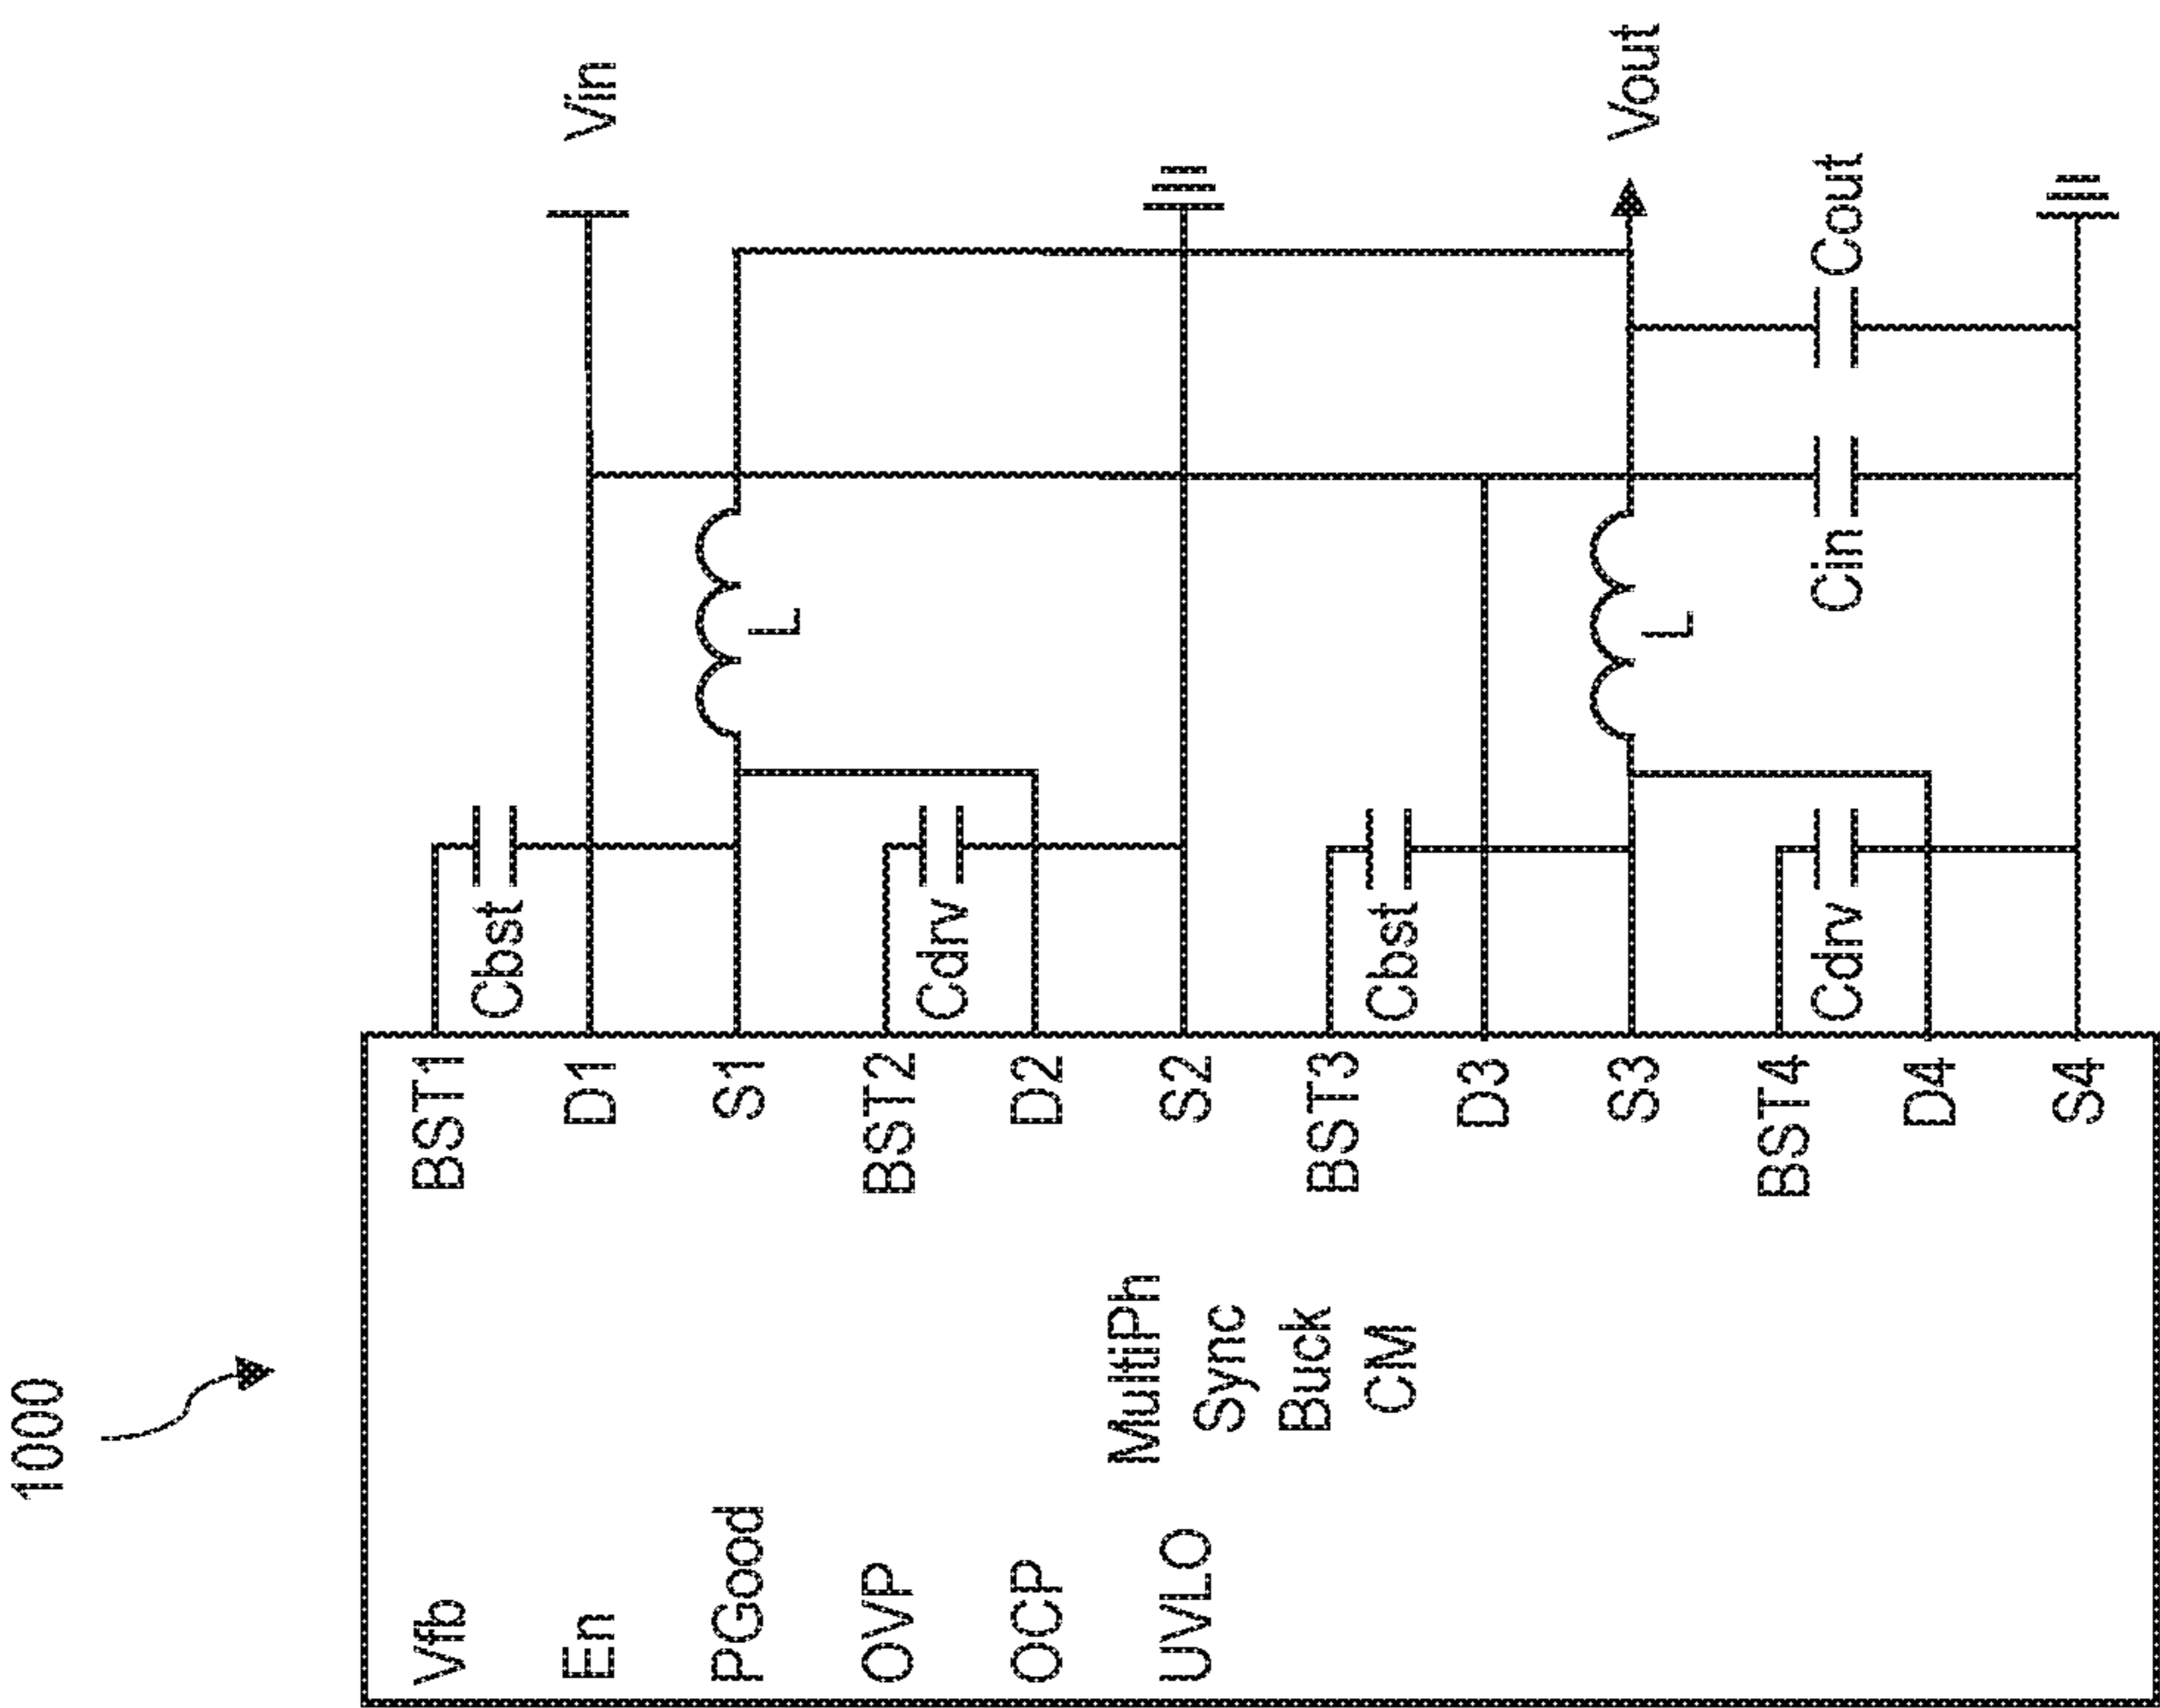 1000
Vfb
En
PGood
OVP
OCP
UVLO
MultiPh
Sync
Buck
CM
BST1
D1
S1
BST2
D2
S2
BST3
D3
S3
BST4
D4
S4
Cbst
Cdrv
Cbst
Cdrv
L
L
Cin
Cout
Vin
Vout